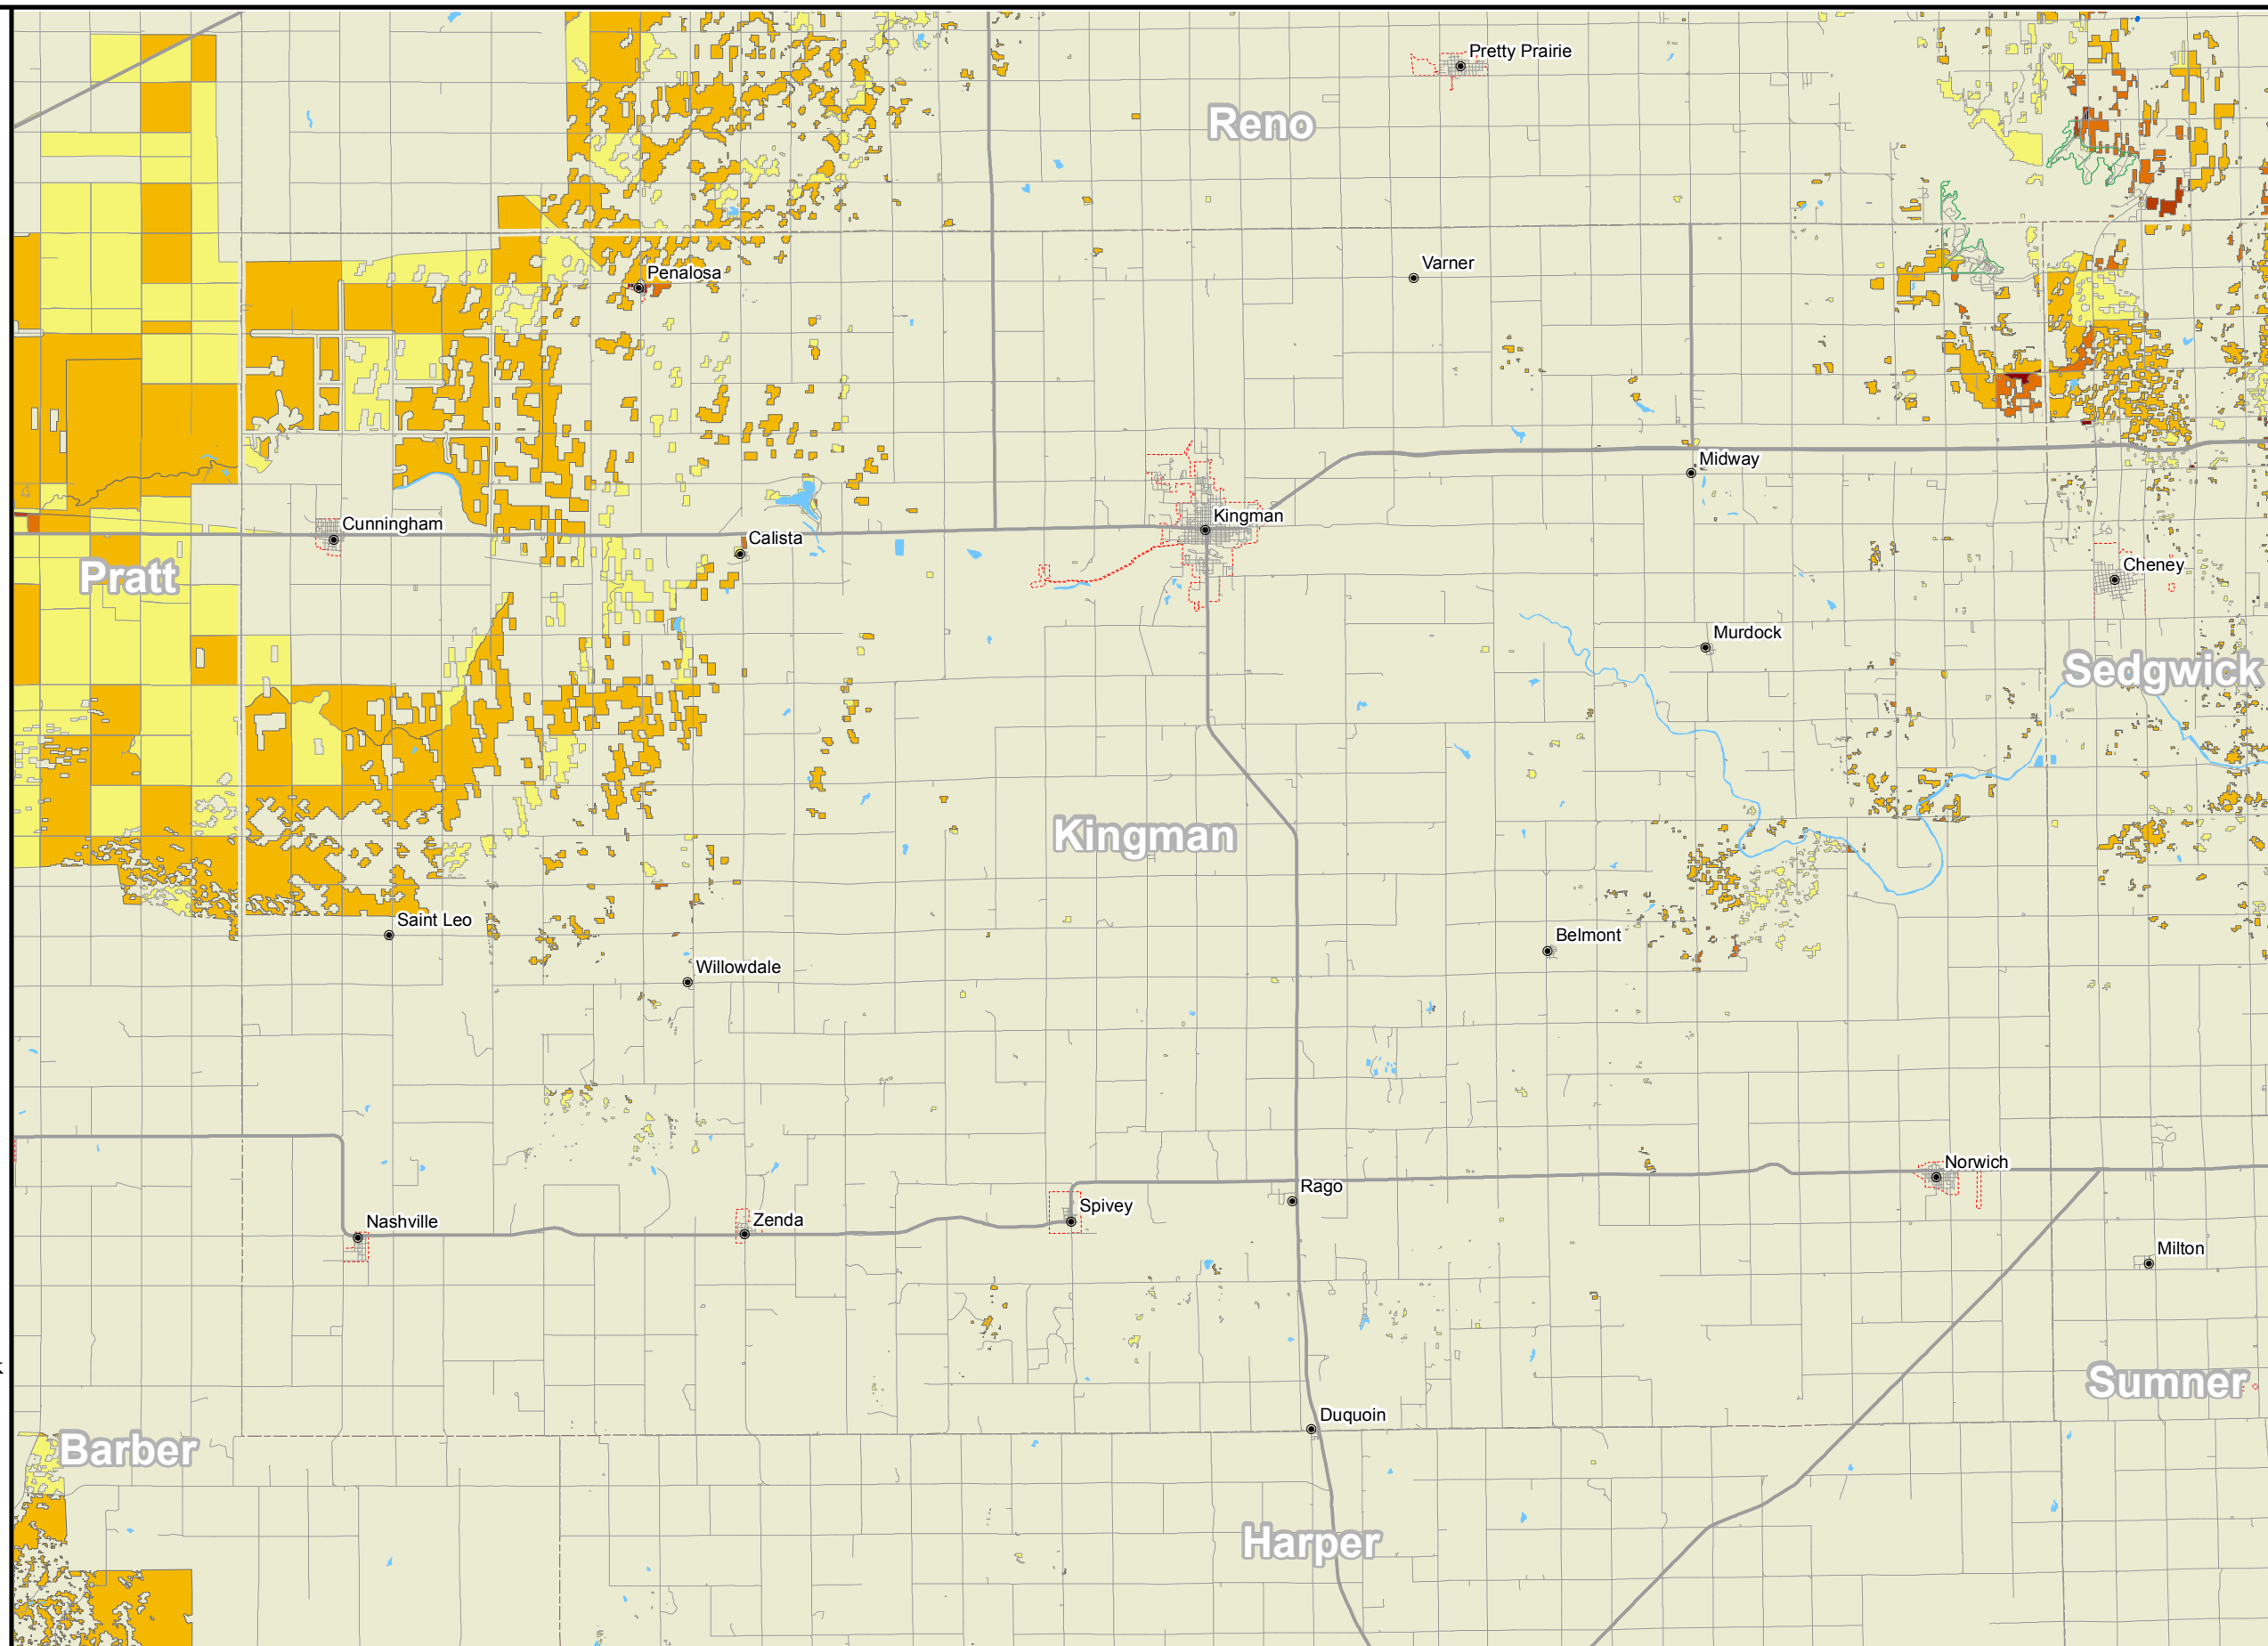 Pretty Prairie
Reno
Varner
Penalosa
Midway
Cunningham
Kingman
Calista
Pratt
Cheney
Murdock
Sedgwick
Kingman
Saint Leo
Belmont
Willowdale
Norwich
Rago
Spivey
Nashville
Zenda
Milton
Sumner
Duquoin
Barber
Harper